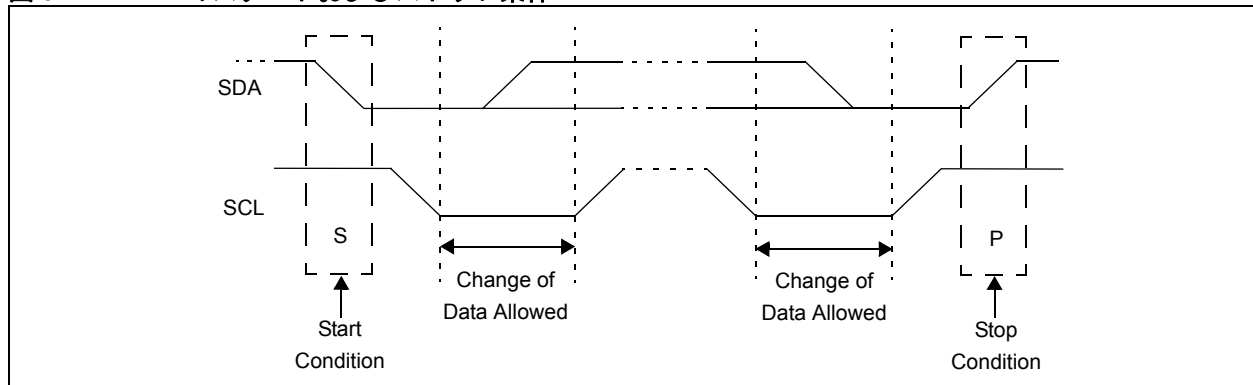 SDA
SCL
S
P
Change of
Data Allowed
Change of
Data Allowed
Start
Condition
Stop
Condition